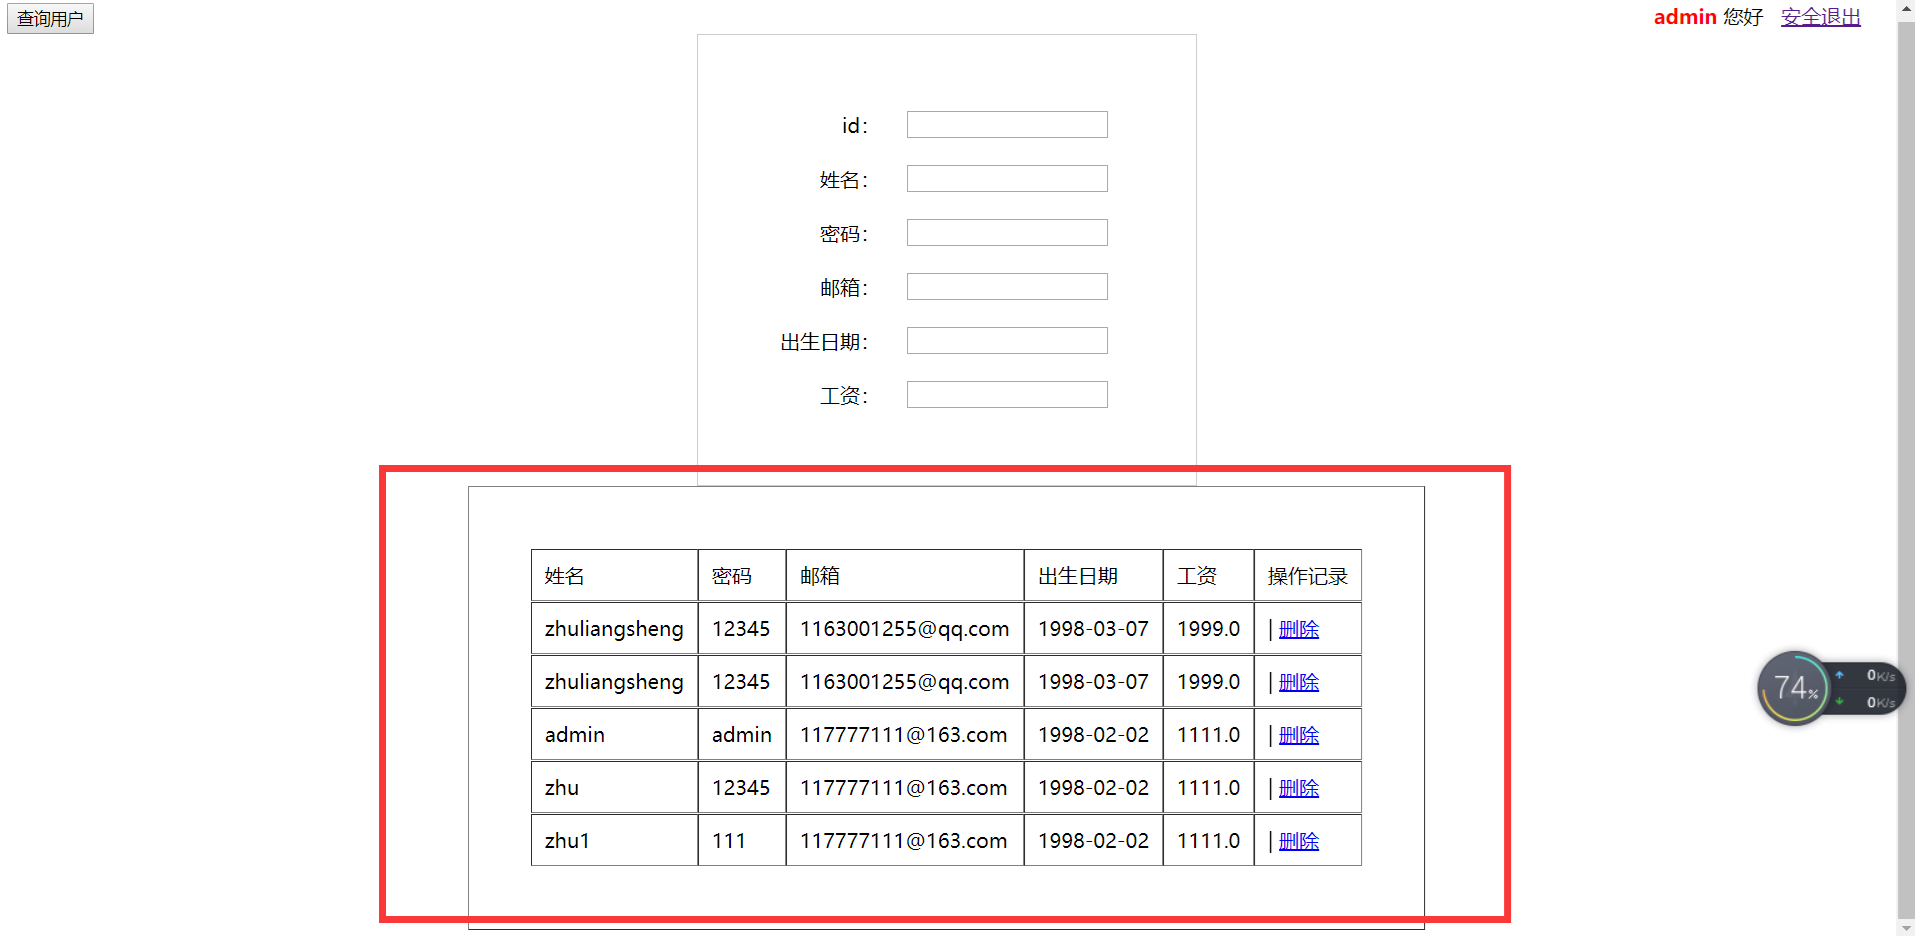 查询用户
admin 您好 安全退出
id：
姓名：
密码：
邮箱：
出生日期：
工资：
姓名 密码 邮箱 出生日期 工资 操作记录
zhuliangsheng 12345 1163001255@qq.com 1998-03-07 1999.0 | 删除
zhuliangsheng 12345 1163001255@qq.com 1998-03-07 1999.0 | 删除
admin admin 117777111@163.com 1998-02-02 1111.0 | 删除
zhu 12345 117777111@163.com 1998-02-02 1111.0 | 删除
zhu1 111 117777111@163.com 1998-02-02 1111.0 | 删除
74%
0K/s
0K/s